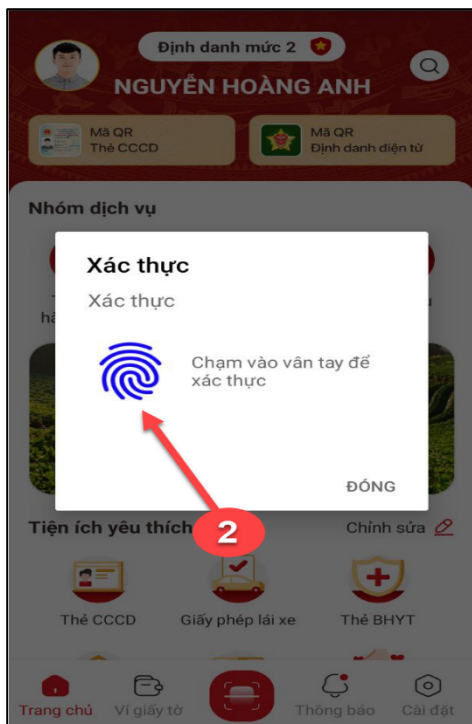 Định danh mức 2
NGUYỄN HOÀNG ANH
Mã QR
Thẻ CCCD
Mã QR
Định danh điện tử
Nhóm dịch vụ
Xác thực
Xác thực
Chạm vào vân tay để
xác thực
ĐÓNG
Tiện ích yêu thích
2
Chỉnh sửa
Thẻ CCCD
Giấy phép lái xe
Thẻ BHYT
Trang chủ
Ví giấy tờ
Thông báo
Cài đặt